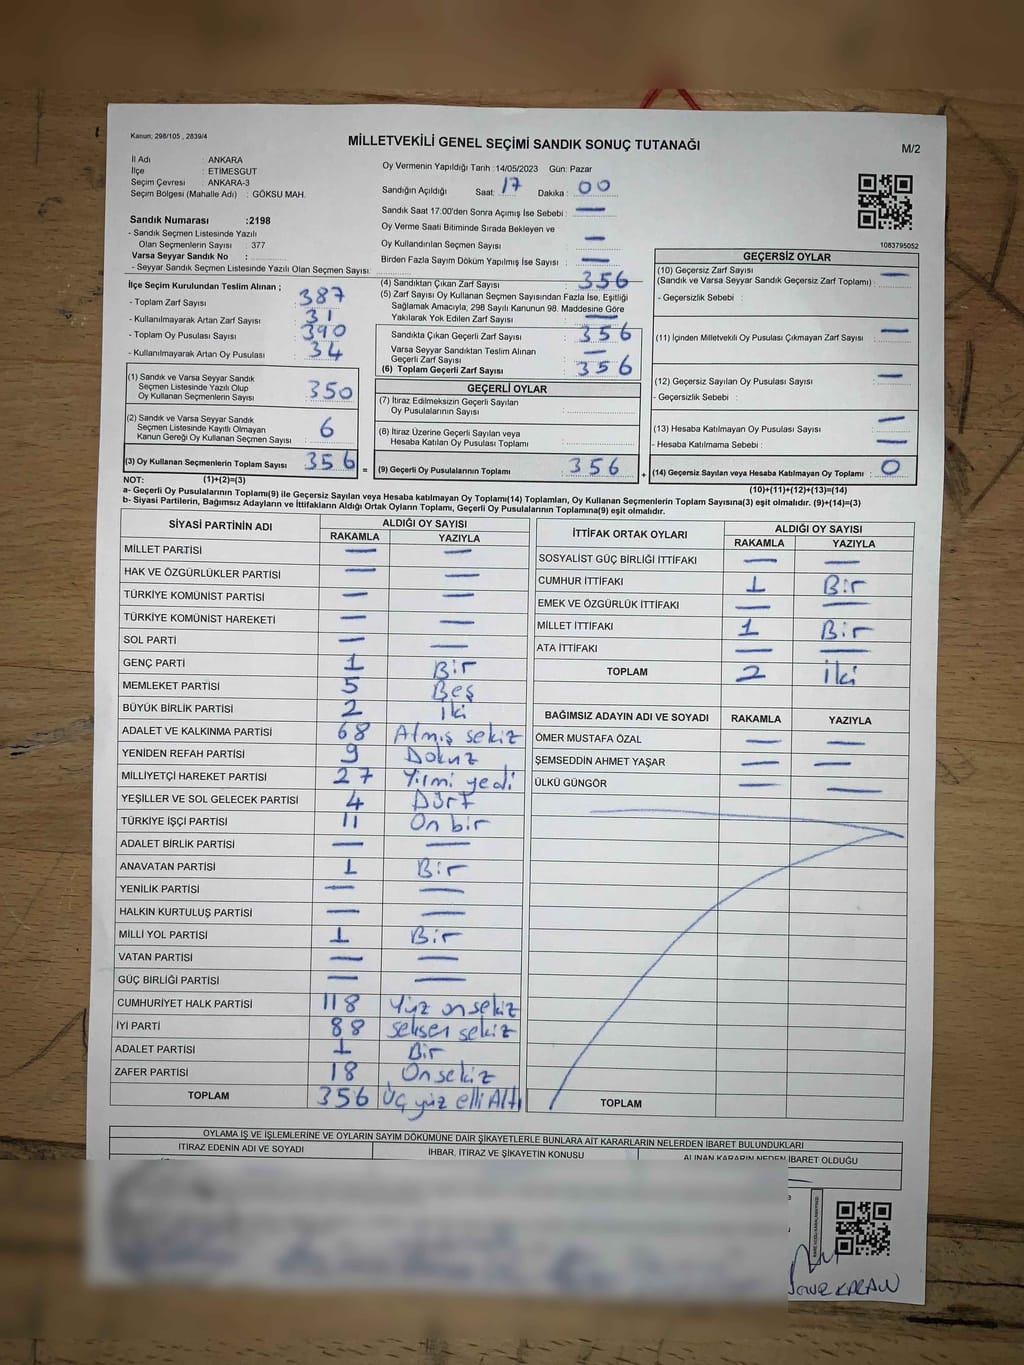 Kanun; 298/105 , 2839/4
MİLLETVEKİLİ GENEL SEÇİMİ SANDIK SONUÇ TUTANAĞI
M/2
İl Adı : ANKARA
İlçe : ETİMESGUT
Seçim Çevresi : ANKARA-3
Seçim Bölgesi (Mahalle Adı) : GÖKSU MAH.
Oy Vermenin Yapıldığı Tarih : 14/05/2023 Gün: Pazar
Sandığın Açıldığı Saat: 17 Dakika : 00
Sandık Saat 17:00'den Sonra Açımış İse Sebebi : —
Oy Verme Saati Bitiminde Sırada Bekleyen ve
Oy Kullandırılan Seçmen Sayısı : —
Birden Fazla Sayım Döküm Yapılmış İse Sayısı : —
Sandık Numarası :2198
- Sandık Seçmen Listesinde Yazılı
Olan Seçmenlerin Sayısı : 377
Varsa Seyyar Sandık No :
- Seyyar Sandık Seçmen Listesinde Yazılı Olan Seçmen Sayısı:
İlçe Seçim Kurulundan Teslim Alınan ;
- Toplam Zarf Sayısı : 387
- Kullanılmayarak Artan Zarf Sayısı : 31
- Toplam Oy Pusulası Sayısı : 390
- Kullanılmayarak Artan Oy Pusulası : 34
(1) Sandık ve Varsa Seyyar Sandık
Seçmen Listesinde Yazılı Olup
Oy Kullanan Seçmenlerin Sayısı : 350
(2) Sandık ve Varsa Seyyar Sandık
Seçmen Listesinde Kayıtlı Olmayan
Kanun Gereği Oy Kullanan Seçmen Sayısı : 6
(3) Oy Kullanan Seçmenlerin Toplam Sayısı : 356 =
(4) Sandıktan Çıkan Zarf Sayısı : 356
(5) Zarf Sayısı Oy Kullanan Seçmen Sayısından Fazla İse, Eşitliği
Sağlamak Amacıyla, 298 Sayılı Kanunun 98. Maddesine Göre
Yakılarak Yok Edilen Zarf Sayısı : —
Sandıkta Çıkan Geçerli Zarf Sayısı : 356
Varsa Seyyar Sandıktan Teslim Alınan
Geçerli Zarf Sayısı : —
(6) Toplam Geçerli Zarf Sayısı : 356
GEÇERLİ OYLAR
(7) İtiraz Edilmeksizin Geçerli Sayılan
Oy Pusulalarının Sayısı :
(8) İtiraz Üzerine Geçerli Sayılan veya
Hesaba Katılan Oy Pusulası Toplamı :
(9) Geçerli Oy Pusulalarının Toplamı : 356 +
1083795052
GEÇERSİZ OYLAR
(10) Geçersiz Zarf Sayısı : —
(Sandık ve Varsa Seyyar Sandık Geçersiz Zarf Toplamı) :
- Geçersizlik Sebebi :
(11) İçinden Milletvekili Oy Pusulası Çıkmayan Zarf Sayısı : —
(12) Geçersiz Sayılan Oy Pusulası Sayısı : —
- Geçersizlik Sebebi :
(13) Hesaba Katılmayan Oy Pusulası Sayısı : —
- Hesaba Katılmama Sebebi : —
(14) Geçersiz Sayılan veya Hesaba Katılmayan Oy Toplamı : 0
NOT: (1)+(2)=(3)
(10)+(11)+(12)+(13)=(14)
a- Geçerli Oy Pusulalarının Toplamı(9) ile Geçersiz Sayılan veya Hesaba katılmayan Oy Toplamı(14) Toplamları, Oy Kullanan Seçmenlerin Toplam Sayısına(3) eşit olmalıdır. (9)+(14)=(3)
b- Siyasi Partilerin, Bağımsız Adayların ve İttifakların Aldığı Ortak Oyların Toplamı, Geçerli Oy Pusulalarının Toplamına(9) eşit olmalıdır.
SİYASİ PARTİNİN ADI ALDIĞI OY SAYISI
RAKAMLA YAZIYLA
MİLLET PARTİSİ — —
HAK VE ÖZGÜRLÜKLER PARTİSİ — —
TÜRKİYE KOMÜNİST PARTİSİ — —
TÜRKİYE KOMÜNİST HAREKETİ — —
SOL PARTİ — —
GENÇ PARTİ 1 Bir
MEMLEKET PARTİSİ 5 Beş
BÜYÜK BİRLİK PARTİSİ 2 iki
ADALET VE KALKINMA PARTİSİ 68 Atmış sekiz
YENİDEN REFAH PARTİSİ 9 Dokuz
MİLLİYETÇİ HAREKET PARTİSİ 27 Yirmi yedi
YEŞİLLER VE SOL GELECEK PARTİSİ 4 Dört
TÜRKİYE İŞÇİ PARTİSİ 11 On bir
ADALET BİRLİK PARTİSİ — —
ANAVATAN PARTİSİ 1 Bir
YENİLİK PARTİSİ — —
HALKIN KURTULUŞ PARTİSİ — —
MİLLİ YOL PARTİSİ 1 Bir
VATAN PARTİSİ — —
GÜÇ BİRLİĞİ PARTİSİ — —
CUMHURİYET HALK PARTİSİ 118 Yüz onsekiz
İYİ PARTİ 88 seksen sekiz
ADALET PARTİSİ 1 Bir
ZAFER PARTİSİ 18 Onsekiz
TOPLAM 356 Üç yüz elli Altı
İTTİFAK ORTAK OYLARI ALDIĞI OY SAYISI
RAKAMLA YAZIYLA
SOSYALİST GÜÇ BİRLİĞİ İTTİFAKI — —
CUMHUR İTTİFAKI 1 Bir
EMEK VE ÖZGÜRLÜK İTTİFAKI — —
MİLLET İTTİFAKI 1 Bir
ATA İTTİFAKI — —
TOPLAM 2 İki
BAĞIMSIZ ADAYIN ADI VE SOYADI RAKAMLA YAZIYLA
ÖMER MUSTAFA ÖZAL — —
ŞEMSEDDİN AHMET YAŞAR — —
ÜLKÜ GÜNGÖR — —
TOPLAM
OYLAMA İŞ VE İŞLEMLERİNE VE OYLARIN SAYIM DÖKÜMÜNE DAİR ŞİKAYETLERLE BUNLARA AİT KARARLARIN NELERDEN İBARET BULUNDUKLARI
İTİRAZ EDENİN ADI VE SOYADI İHBAR, İTİRAZ VE ŞİKAYETİN KONUSU ALINAN KARARIN NEDEN İBARET OLDUĞU